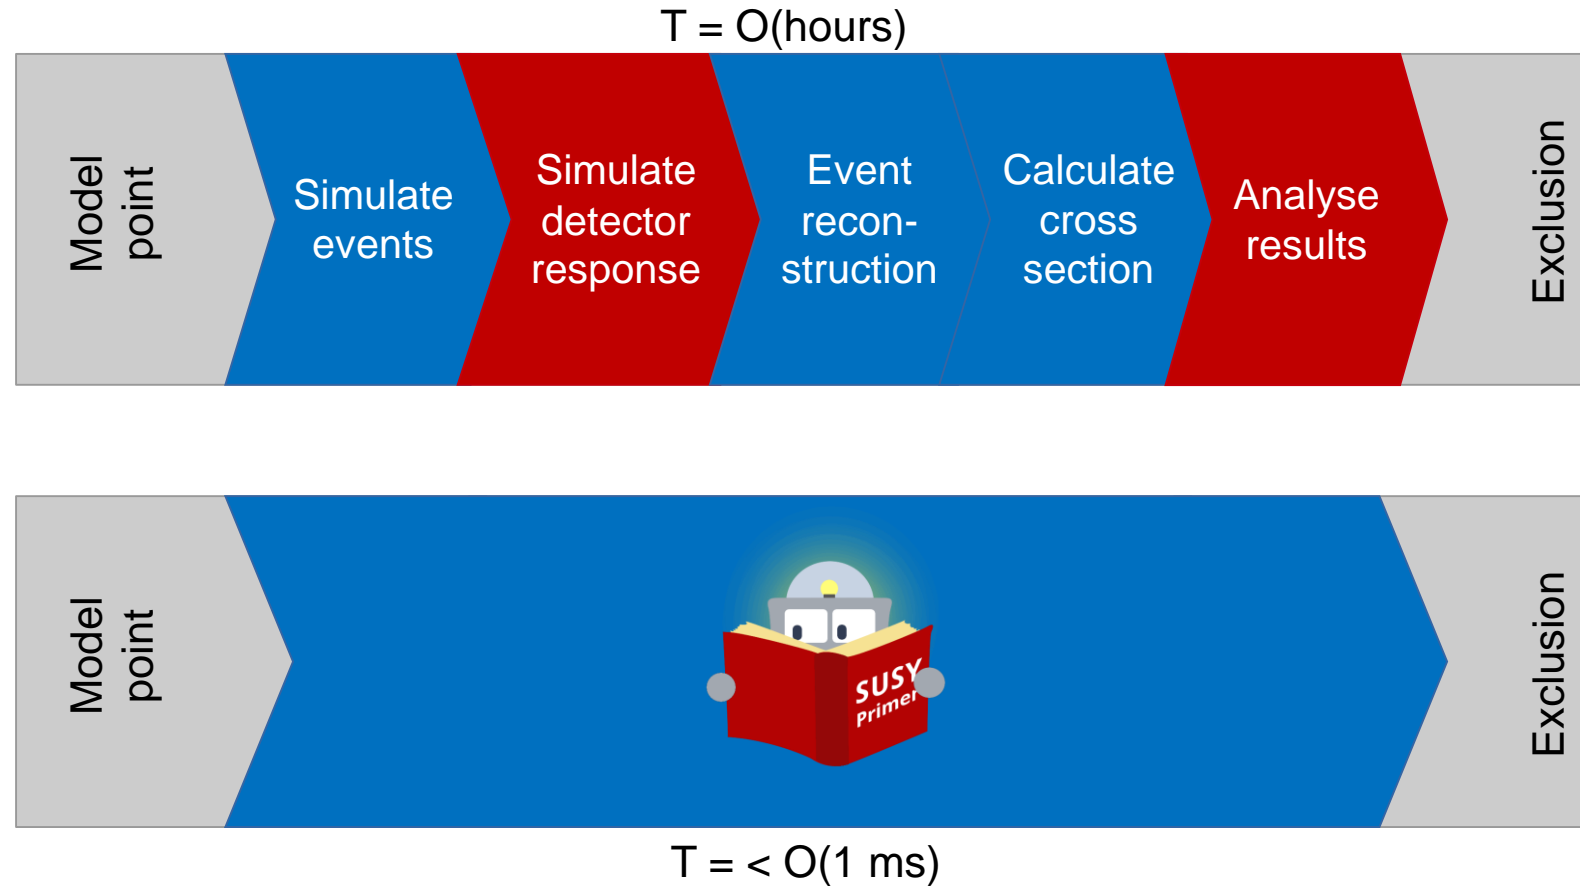 T = O(hours)
Model
point
Simulate
events
Simulate
detector
response
Event
recon-
struction
Calculate
cross
section
Analyse
results
Exclusion
Model
point
SUSY
Primer
Exclusion
T = < O(1 ms)